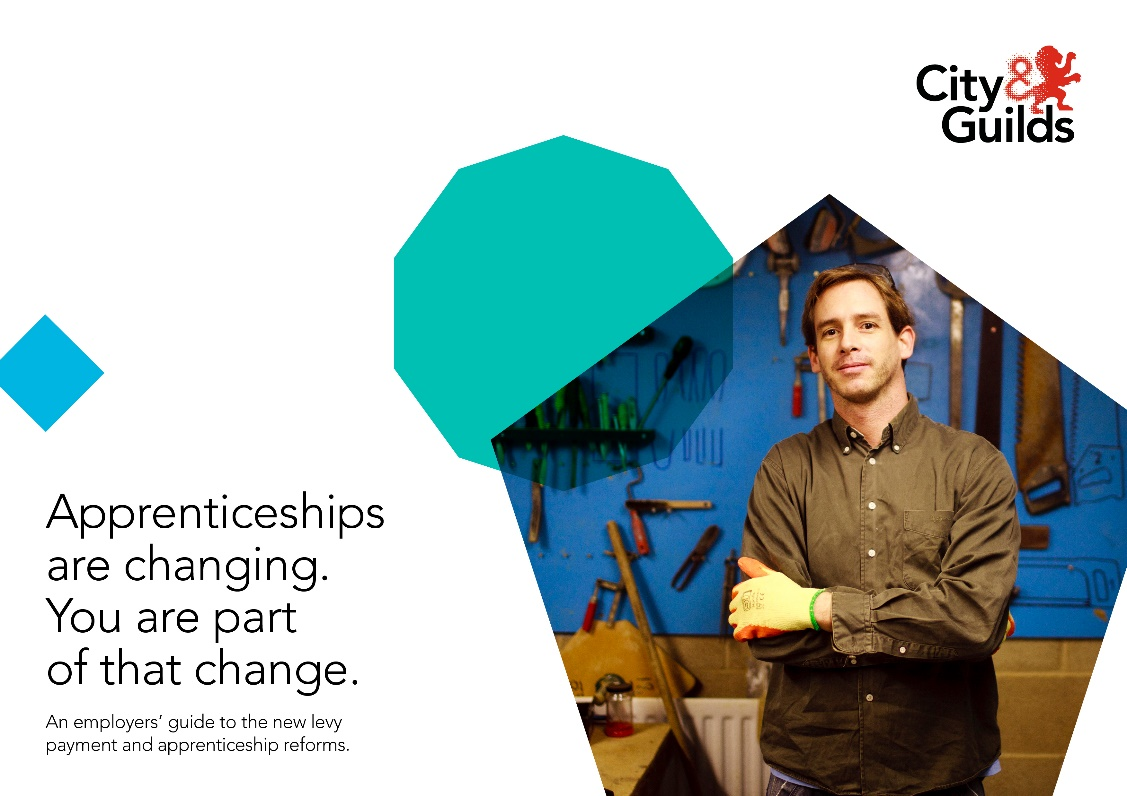 City&
Guilds
Apprenticeships
are changing.
You are part
of that change.
An employers’ guide to the new levy
payment and apprenticeship reforms.